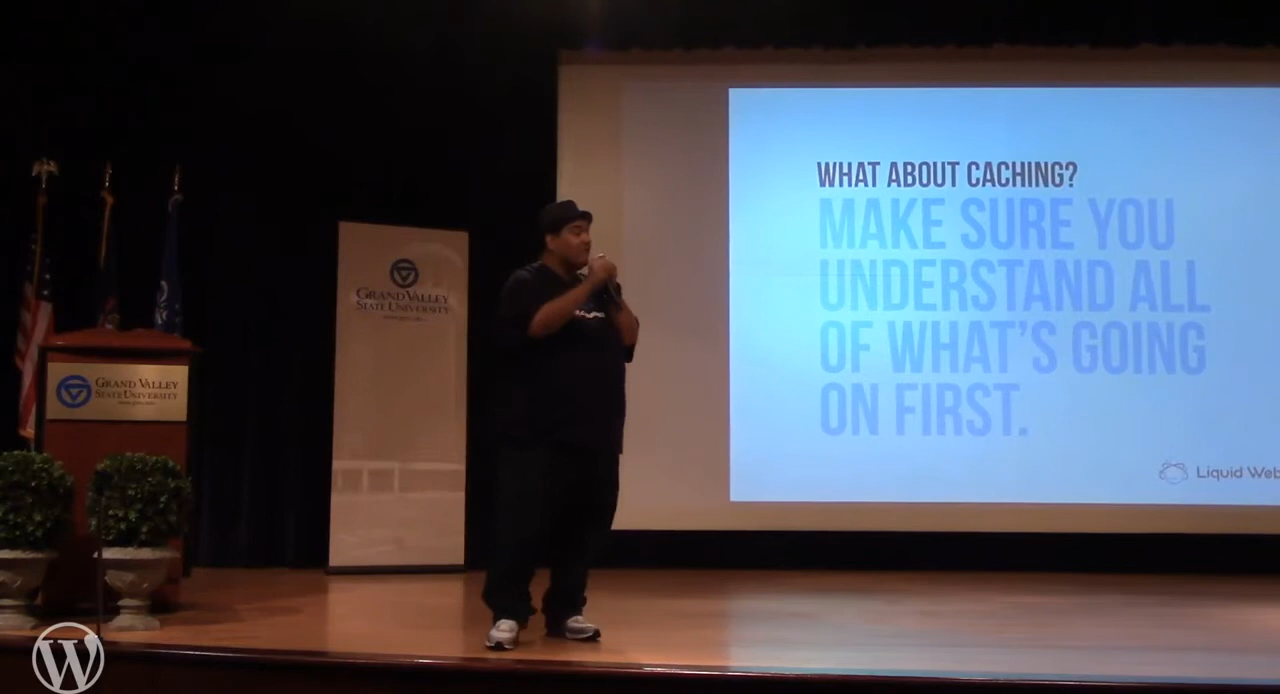 WHAT ABOUT CACHING?
MAKE SURE YOU
UNDERSTAND ALL
OF WHAT'S GOING
ON FIRST.
Liquid Web
GRAND VALLEY
STATE UNIVERSITY
GRAND VALLEY
STATE UNIVERSITY
W